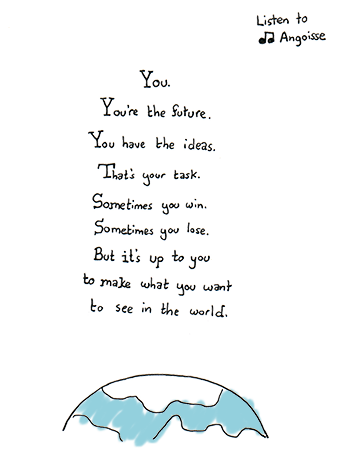 Listen to
♫ Angoisse
You.
You're the future.
You have the ideas.
That's your task.
Sometimes you win.
Sometimes you lose.
But it's up to you
to make what you want
to see in the world.